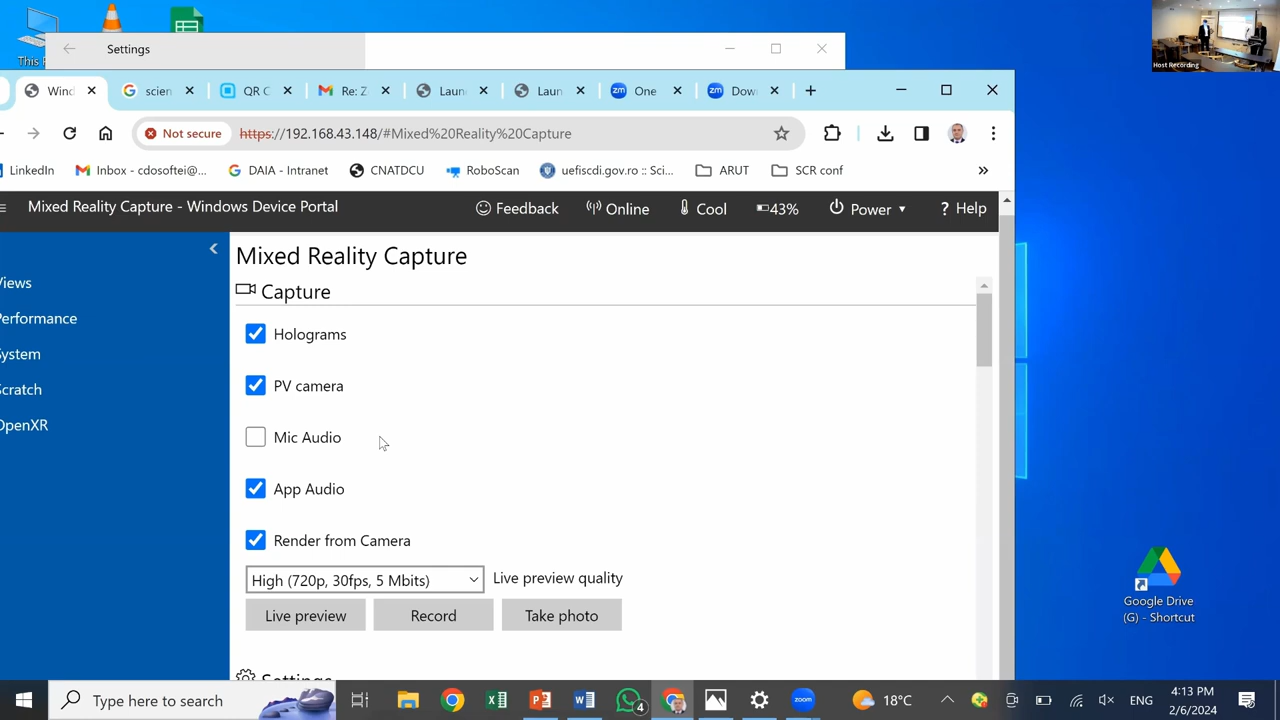 This
Settings
Host Recording
Wind
scien
QR C
Re: Z
Laun
Laun
One
Dow
Not secure
https://192.168.43.148/#Mixed%20Reality%20Capture
LinkedIn
Inbox - cdosoftei@...
DAIA - Intranet
CNATDCU
RoboScan
uefiscdi.gov.ro :: Sci...
ARUT
SCR conf
Mixed Reality Capture - Windows Device Portal
Feedback
Online
Cool
43%
Power
? Help
Views
Performance
System
Scratch
OpenXR
Mixed Reality Capture
Capture
Holograms
PV camera
Mic Audio
App Audio
Render from Camera
High (720p, 30fps, 5 Mbits)
Live preview quality
Live preview
Record
Take photo
Settings
Google Drive
(G) - Shortcut
Type here to search
4
18°C
ENG
4:13 PM
2/6/2024